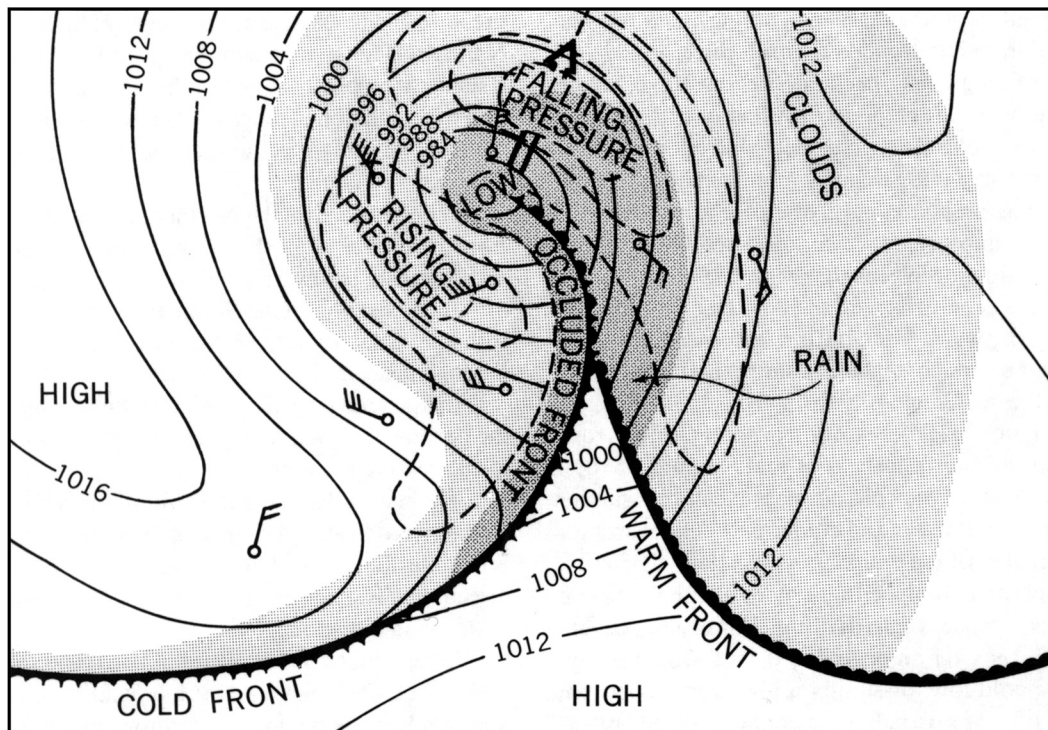 1012
1008
1004
1000
996
992
988
984
1012
A
FALLING
PRESSURE
CLOUDS
LOW
RISING
PRESSURE
OCCLUDED FRONT
HIGH
RAIN
1016
1000
1004
1008
1012
1012
WARM FRONT
COLD FRONT
HIGH